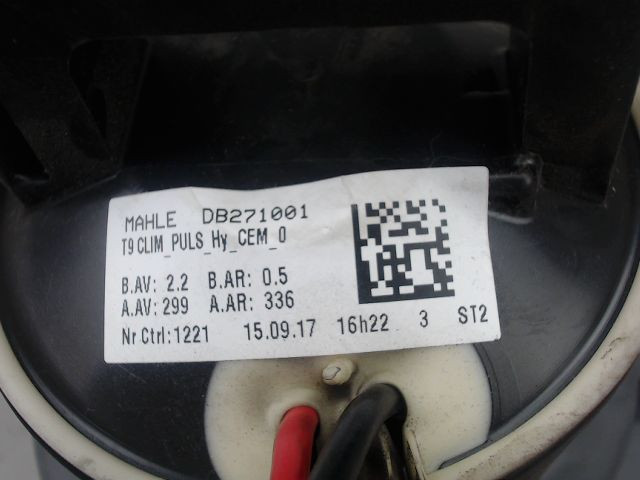 MAHLE DB271001
T9 CLIM_PULS_Hy_CEM_0
B.AV: 2.2 B.AR: 0.5
A.AV: 299 A.AR: 336
Nr Ctrl:1221 15.09.17 16h22 3 ST2